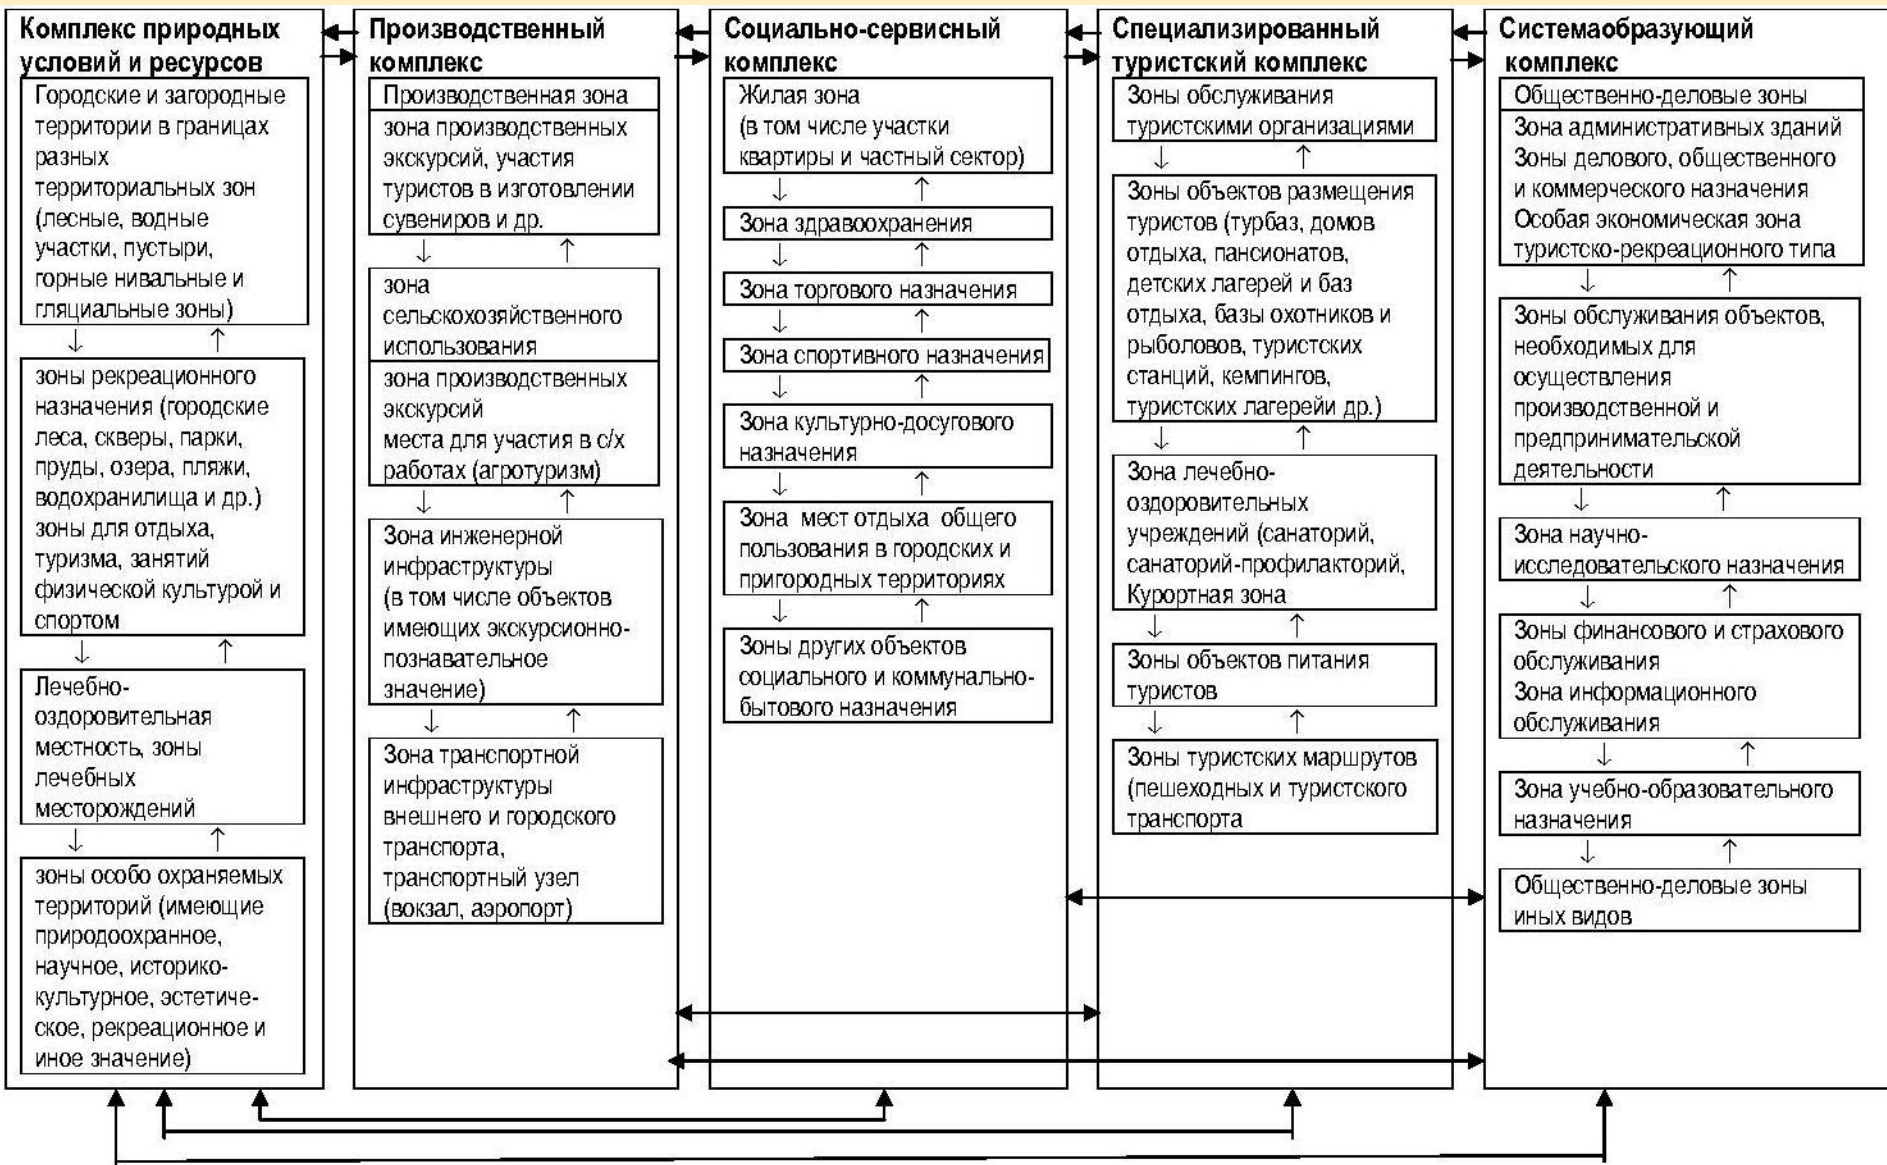 Комплекс природных
условий и ресурсов
Городские и загородные
территории в границах
разных
территориальных зон
(лесные, водные
участки, пустыри,
горные нивальные и
гляциальные зоны)
↓ ↑
зоны рекреационного
назначения (городские
леса, скверы, парки,
пруды, озера, пляжи,
водохранилища и др.)
зоны для отдыха,
туризма, занятий
физической культурой и
спортом
↓ ↑
Лечебно-
оздоровительная
местность, зоны
лечебных
месторождений
↓ ↑
зоны особо охраняемых
территорий (имеющие
природоохранное,
научное, историко-
культурное, эстетиче-
ское, рекреационное и
иное значение)
Производственный
комплекс
Производственная зона
зона производственных
экскурсий, участия
туристов в изготовлении
сувениров и др.
↓ ↑
зона
сельскохозяйственного
использования
зона производственных
экскурсий
места для участия в с/х
работах (агротуризм)
↓ ↑
Зона инженерной
инфраструктуры
(в том числе объектов
имеющих экскурсионно-
познавательное
значение)
↓ ↑
Зона транспортной
инфраструктуры
внешнего и городского
транспорта,
транспортный узел
(вокзал, аэропорт)
Социально-сервисный
комплекс
Жилая зона
(в том числе участки
квартиры и частный сектор)
↓ ↑
Зона здравоохранения
↓ ↑
Зона торгового назначения
↓ ↑
Зона спортивного назначения
↓ ↑
Зона культурно-досугового
назначения
↓ ↑
Зона мест отдыха общего
пользования в городских и
пригородных территориях
↓ ↑
Зоны других объектов
социального и коммунально-
бытового назначения
Специализированный
туристский комплекс
Зоны обслуживания
туристскими организациями
↓ ↑
Зоны объектов размещения
туристов (турбаз, домов
отдыха, пансионатов,
детских лагерей и баз
отдыха, базы охотников и
рыболовов, туристских
станций, кемпингов,
туристских лагерейи др.)
↓ ↑
Зона лечебно-
оздоровительных
учреждений (санаторий,
санаторий-профилакторий,
Курортная зона
↓ ↑
Зоны объектов питания
туристов
↓ ↑
Зоны туристских маршрутов
(пешеходных и туристского
транспорта
Системаобразующий
комплекс
Общественно-деловые зоны
Зона административных зданий
Зоны делового, общественного
и коммерческого назначения
Особая экономическая зона
туристско-рекреационного типа
↓ ↑
Зоны обслуживания объектов,
необходимых для
осуществления
производственной и
предпринимательской
деятельности
↓ ↑
Зона научно-
исследовательского назначения
↓ ↑
Зоны финансового и страхового
обслуживания
Зона информационного
обслуживания
↓ ↑
Зона учебно-образовательного
назначения
↓ ↑
Общественно-деловые зоны
иных видов